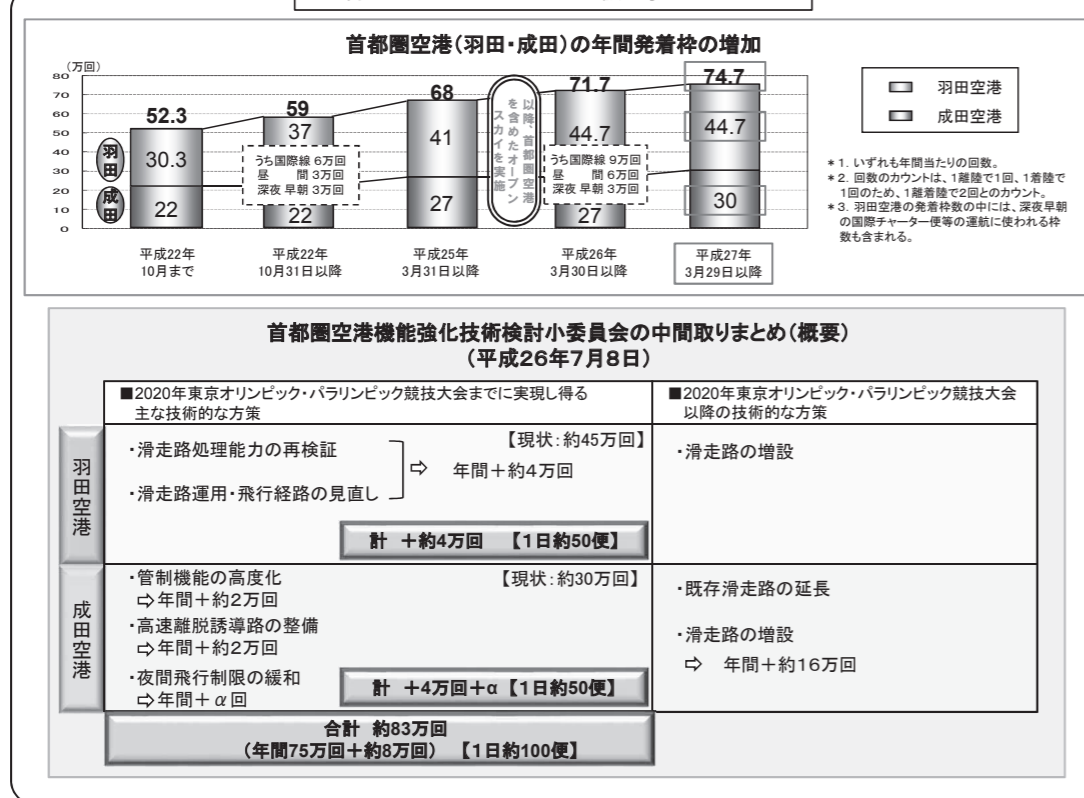 首都圏空港(羽田・成田)の年間発着枠の増加
(万回)
80
70
60
50
40
30
20
10
0
羽田
成田
52.3
30.3
22
59
37
うち国際線 6万回
昼 間 3万回
深夜 早朝 3万回
22
68
41
27
以降、首都圏空港
を含めたオープン
スカイを実施
71.7
44.7
うち国際線 9万回
昼 間 6万回
深夜 早朝 3万回
27
74.7
44.7
30
平成22年
10月まで
平成22年
10月31日以降
平成25年
3月31日以降
平成26年
3月30日以降
平成27年
3月29日以降
羽田空港
成田空港
*1. いずれも年間当たりの回数。
*2. 回数のカウントは、1離陸で1回、1着陸で
1回のため、1離着陸で2回とのカウント。
*3. 羽田空港の発着枠数の中には、深夜早朝
の国際チャーター便等の運航に使われる枠
数も含まれる。
首都圏空港機能強化技術検討小委員会の中間取りまとめ(概要)
(平成26年7月8日)
■2020年東京オリンピック・パラリンピック競技大会までに実現し得る
主な技術的な方策
■2020年東京オリンピック・パラリンピック競技大会
以降の技術的な方策
羽田空港
・滑走路処理能力の再検証
【現状:約45万回】
⇨ 年間+約4万回
・滑走路運用・飛行経路の見直し
計 +約4万回 【1日約50便】
・滑走路の増設
成田空港
・管制機能の高度化
【現状:約30万回】
⇨年間+約2万回
・高速離脱誘導路の整備
⇨年間+約2万回
・夜間飛行制限の緩和
⇨年間+α回
計 +4万回+α 【1日約50便】
・既存滑走路の延長
・滑走路の増設
⇨ 年間+約16万回
合計 約83万回
(年間75万回+約8万回) 【1日約100便】